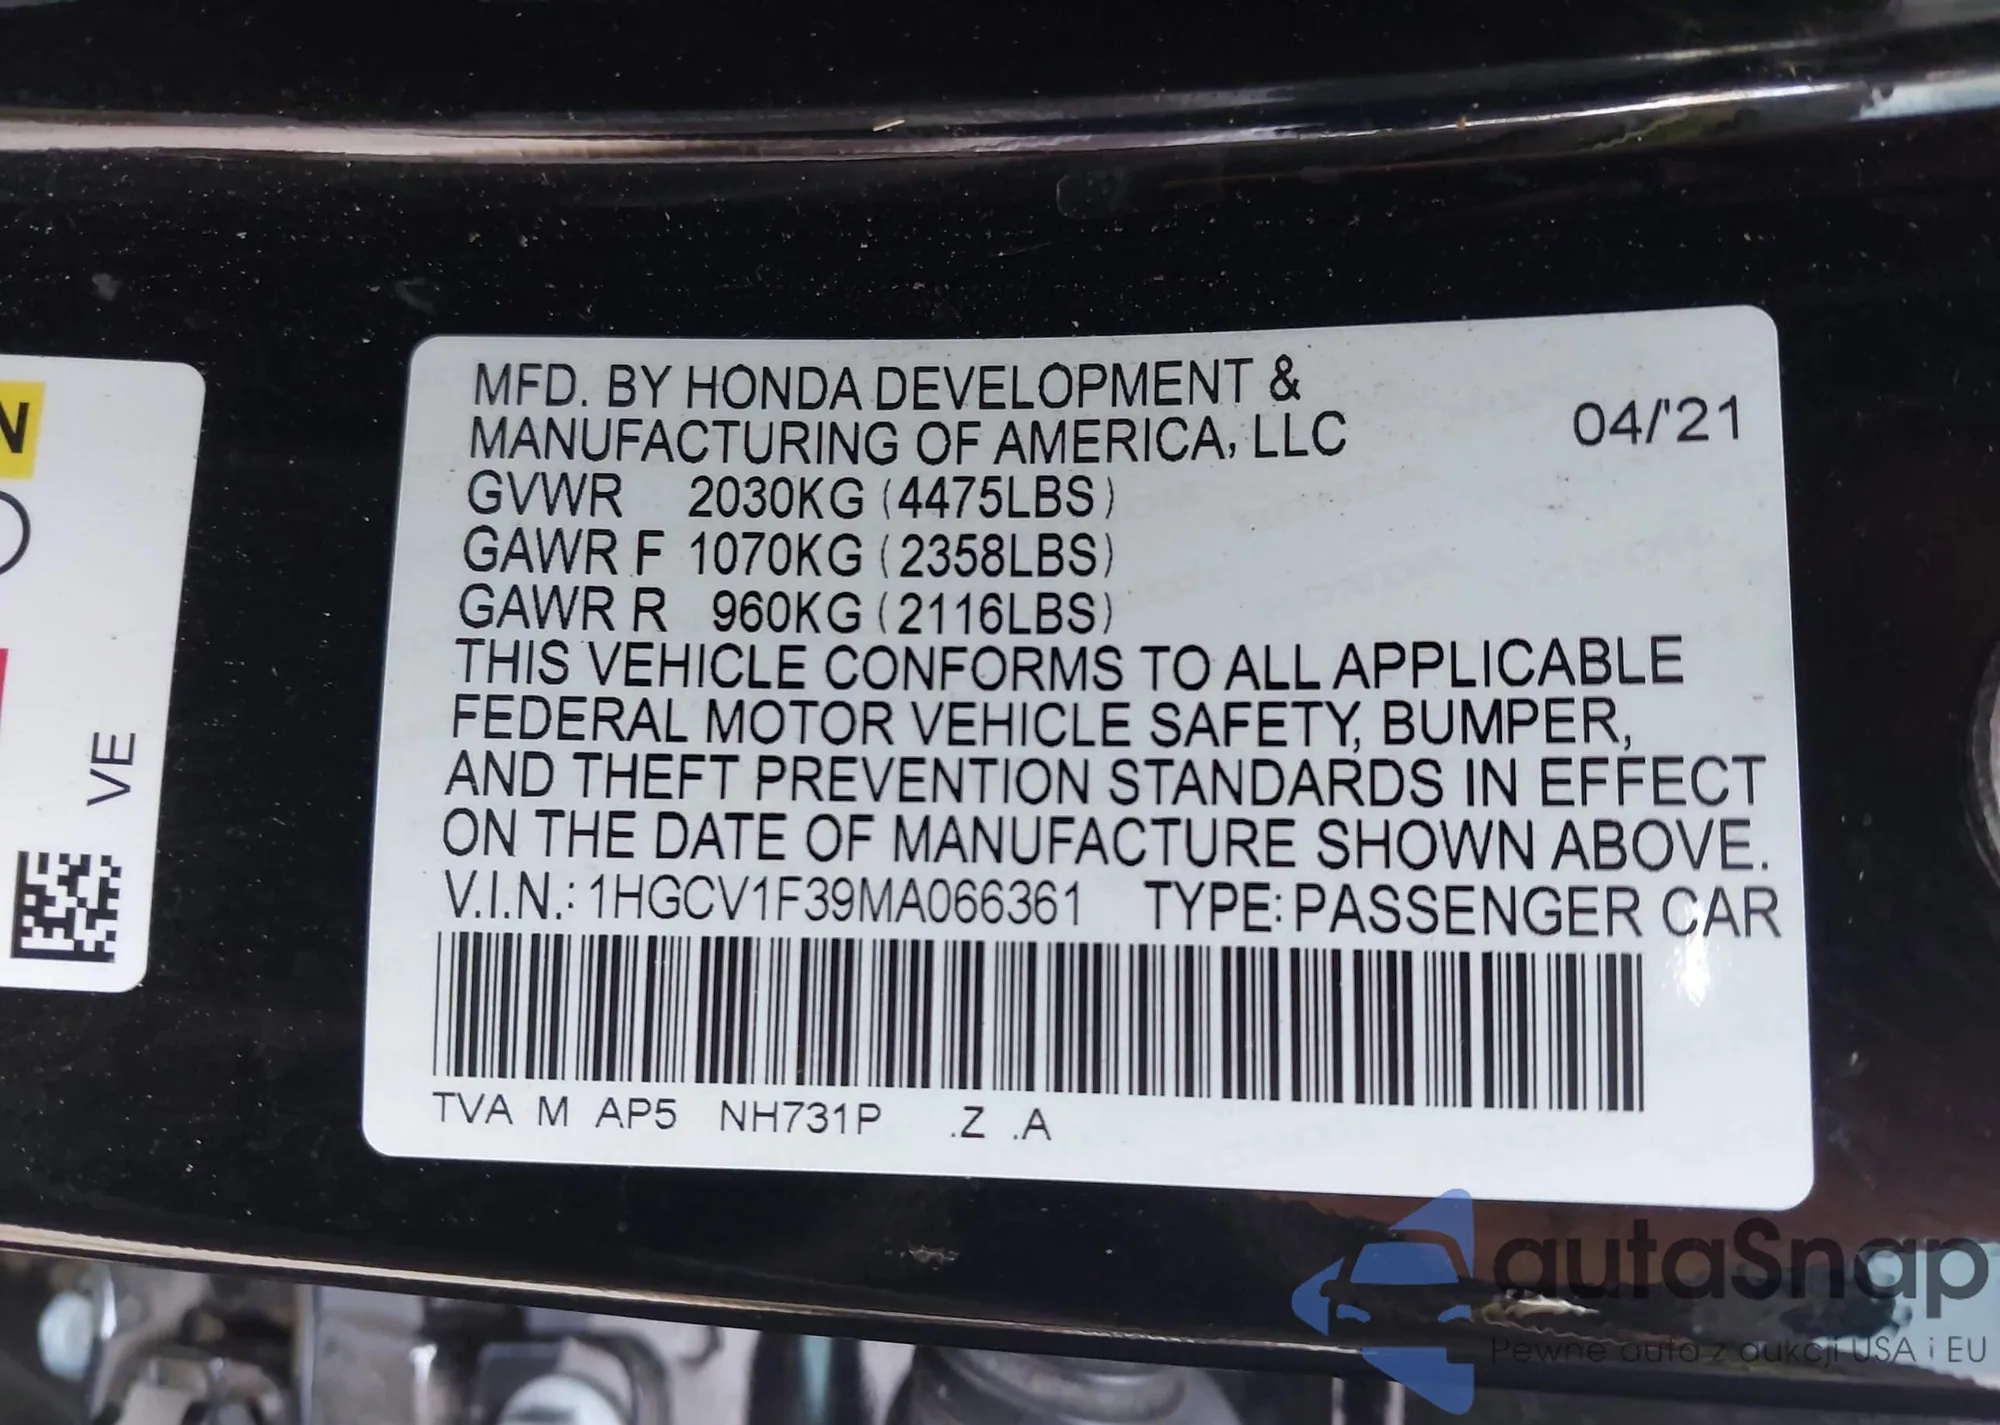 MFD. BY HONDA DEVELOPMENT &
MANUFACTURING OF AMERICA, LLC
04/'21
GVWR 2030KG (4475LBS)
GAWR F 1070KG (2358LBS)
GAWR R 960KG (2116LBS)
THIS VEHICLE CONFORMS TO ALL APPLICABLE
FEDERAL MOTOR VEHICLE SAFETY, BUMPER,
AND THEFT PREVENTION STANDARDS IN EFFECT
ON THE DATE OF MANUFACTURE SHOWN ABOVE.
V.I.N.: 1HGCV1F39MA066361 TYPE: PASSENGER CAR
TVA M AP5 NH731P .Z .A
N
VE
autaSnap
Pewne auto z aukcji USA i EU